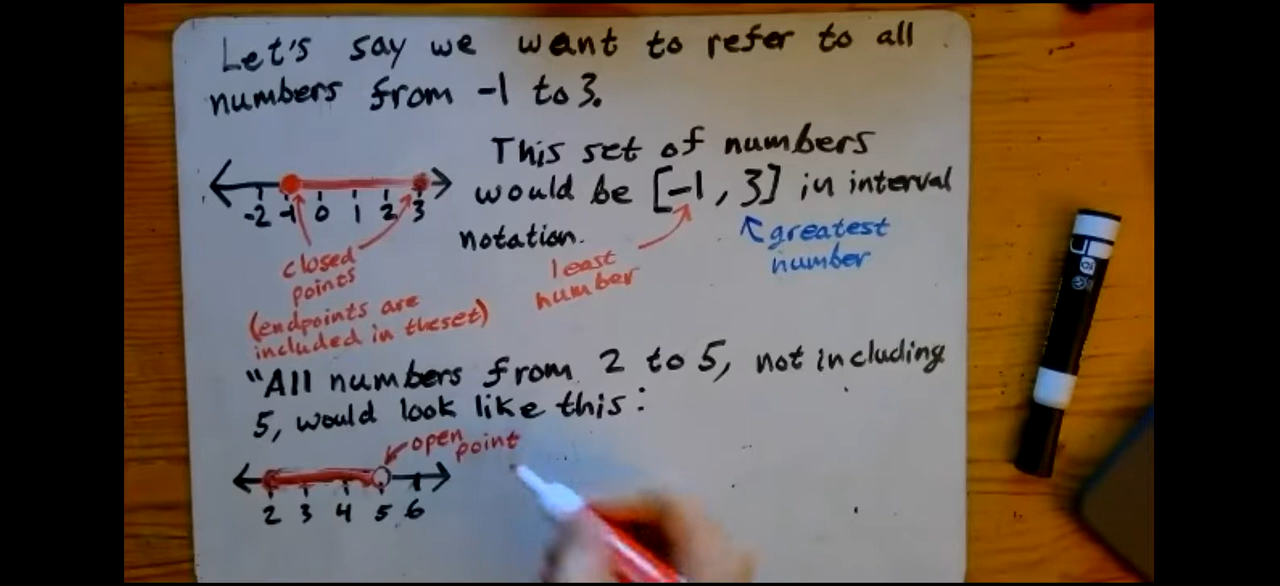 Let's say we want to refer to all
numbers from -1 to 3.
This set of numbers
would be [-1, 3] in interval
notation.
-2 -1 0 1 2 3
closed
points
(endpoints are
included in theset)
least
number
greatest
number
"All numbers from 2 to 5, not including
5, would look like this:
open
point
2 3 4 5 6